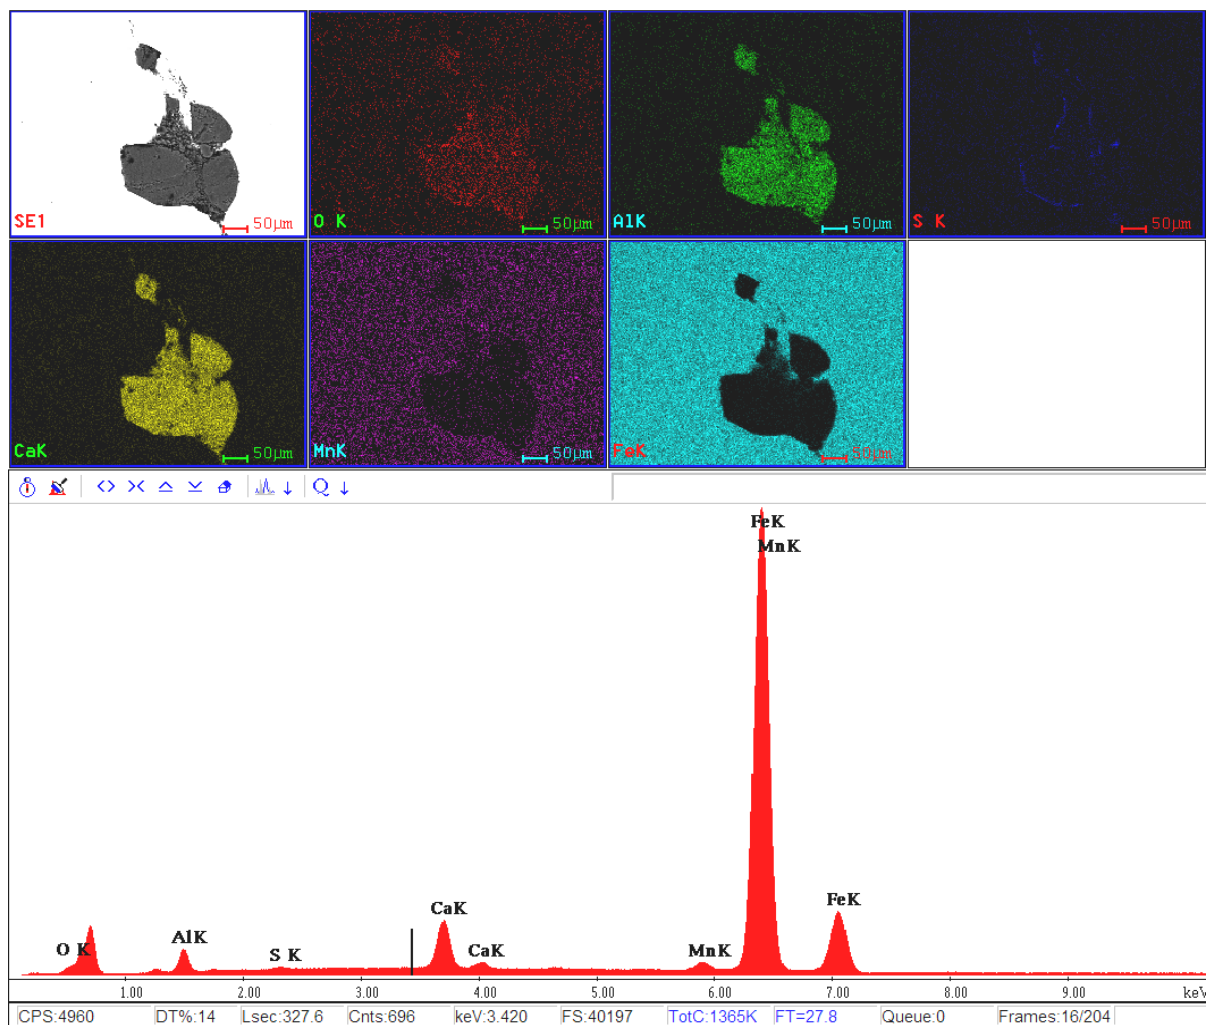 SE1 50µm
O K 50µm
AlK 50µm
S K 50µm
CaK 50µm
MnK 50µm
FeK 50µm
FeK
MnK
FeK
CaK
AlK
O K
S K
CaK
MnK
1.00 2.00 3.00 4.00 5.00 6.00 7.00 8.00 9.00 keV
CPS:4960 DT%:14 Lsec:327.6 Cnts:696 keV:3.420 FS:40197 TotC:1365K FT=27.8 Queue:0 Frames:16/204